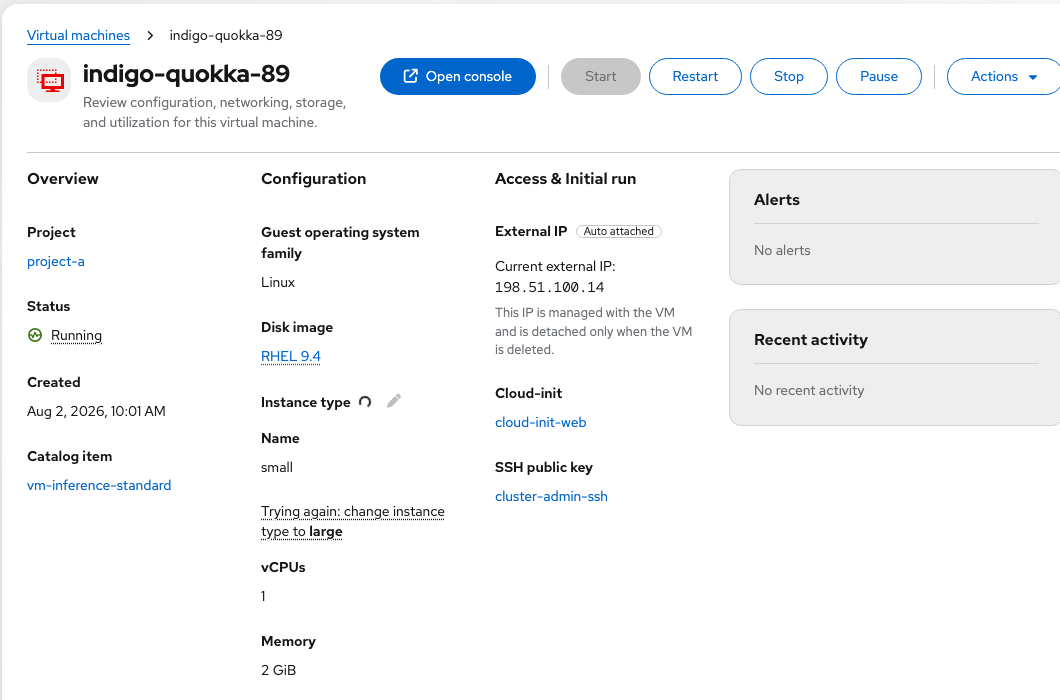 Virtual machines > indigo-quokka-89
indigo-quokka-89
Review configuration, networking, storage,
and utilization for this virtual machine.
Open console
Start
Restart
Stop
Pause
Actions
Overview
Project
project-a
Status
Running
Created
Aug 2, 2026, 10:01 AM
Catalog item
vm-inference-standard
Configuration
Guest operating system
family
Linux
Disk image
RHEL 9.4
Instance type
Name
small
Trying again: change instance
type to large
vCPUs
1
Memory
2 GiB
Access & Initial run
External IP Auto attached
Current external IP:
198.51.100.14
This IP is managed with the VM
and is detached only when the VM
is deleted.
Cloud-init
cloud-init-web
SSH public key
cluster-admin-ssh
Alerts
No alerts
Recent activity
No recent activity